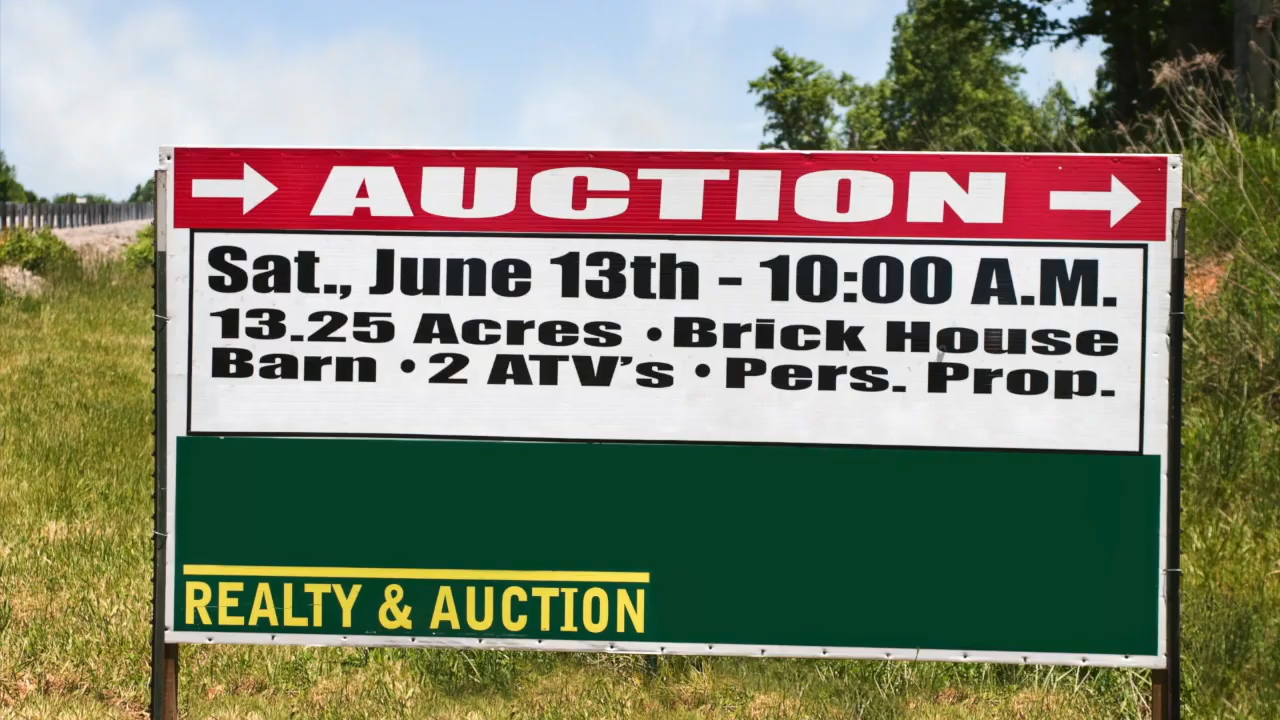 AUCTION
Sat., June 13th - 10:00 A.M.
13.25 Acres • Brick House
Barn • 2 ATV's • Pers. Prop.
REALTY & AUCTION